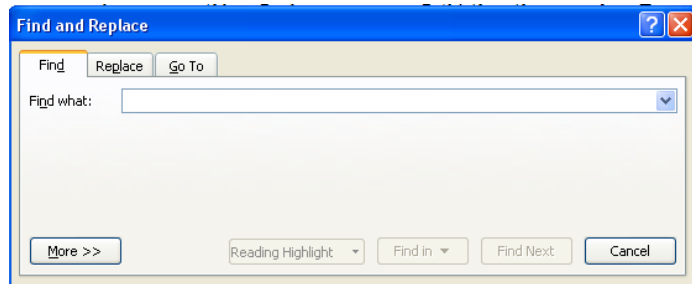 Find and Replace
Find Replace Go To
Find what:
More >> Reading Highlight Find in Find Next Cancel